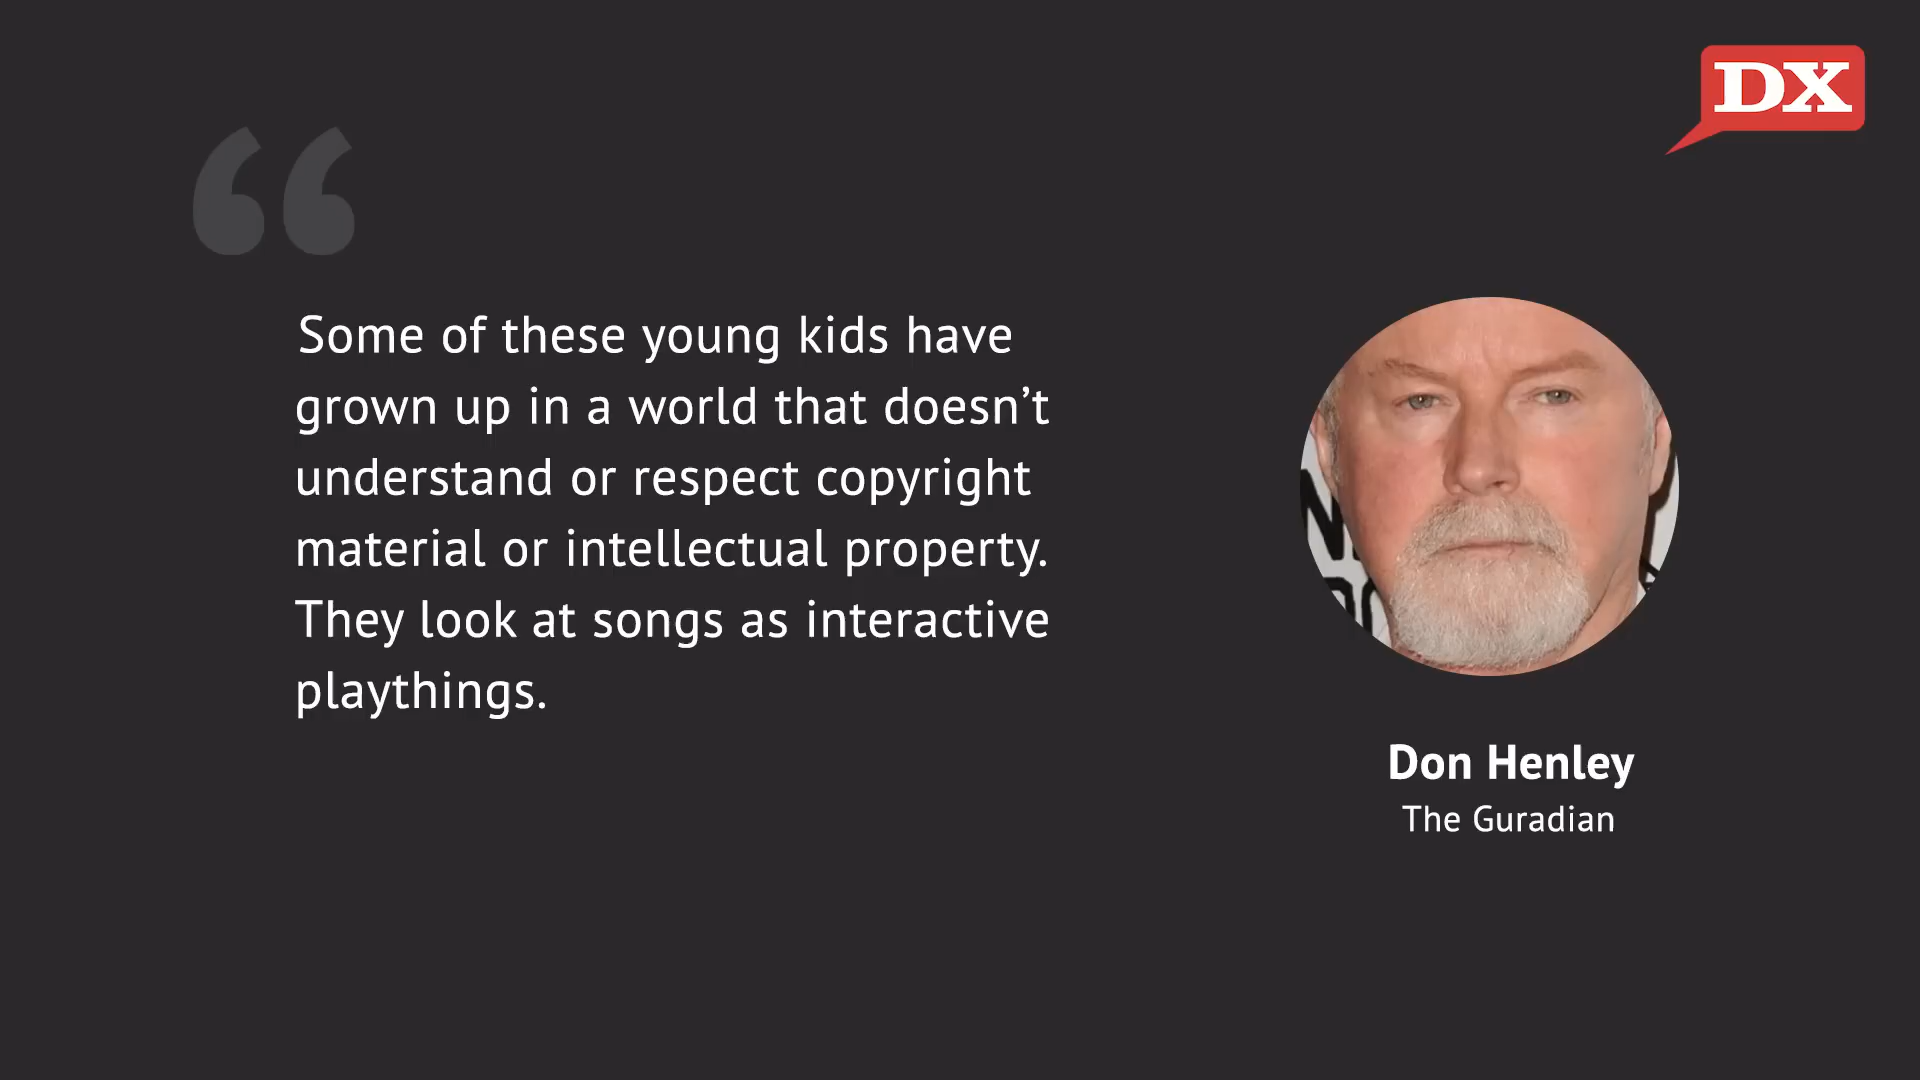 DX
“
Some of these young kids have
grown up in a world that doesn’t
understand or respect copyright
material or intellectual property.
They look at songs as interactive
playthings.
Don Henley
The Guradian